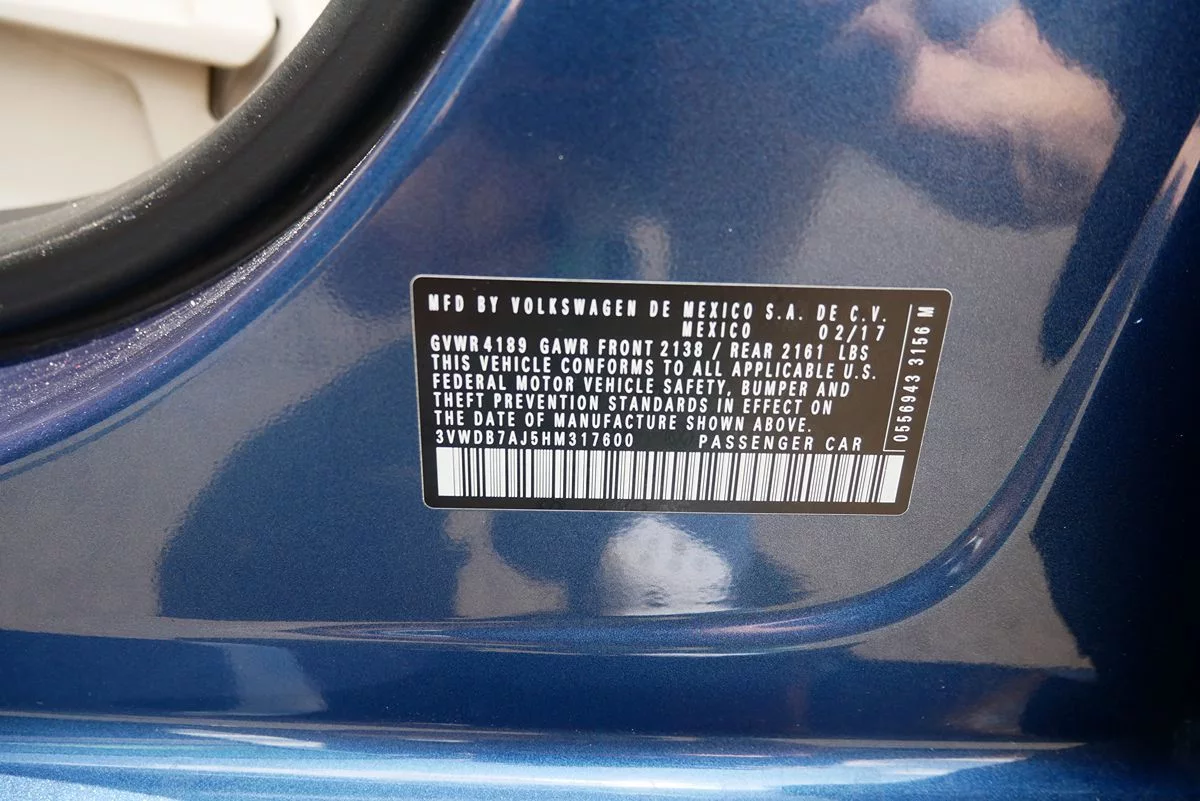 MFD BY VOLKSWAGEN DE MEXICO S.A. DE C.V.
MEXICO 02/17
GVWR 4189 GAWR FRONT 2138 / REAR 2161 LBS
THIS VEHICLE CONFORMS TO ALL APPLICABLE U.S.
FEDERAL MOTOR VEHICLE SAFETY, BUMPER AND
THEFT PREVENTION STANDARDS IN EFFECT ON
THE DATE OF MANUFACTURE SHOWN ABOVE.
3VWDB7AJ5HM317600 PASSENGER CAR
0556943 3156 M